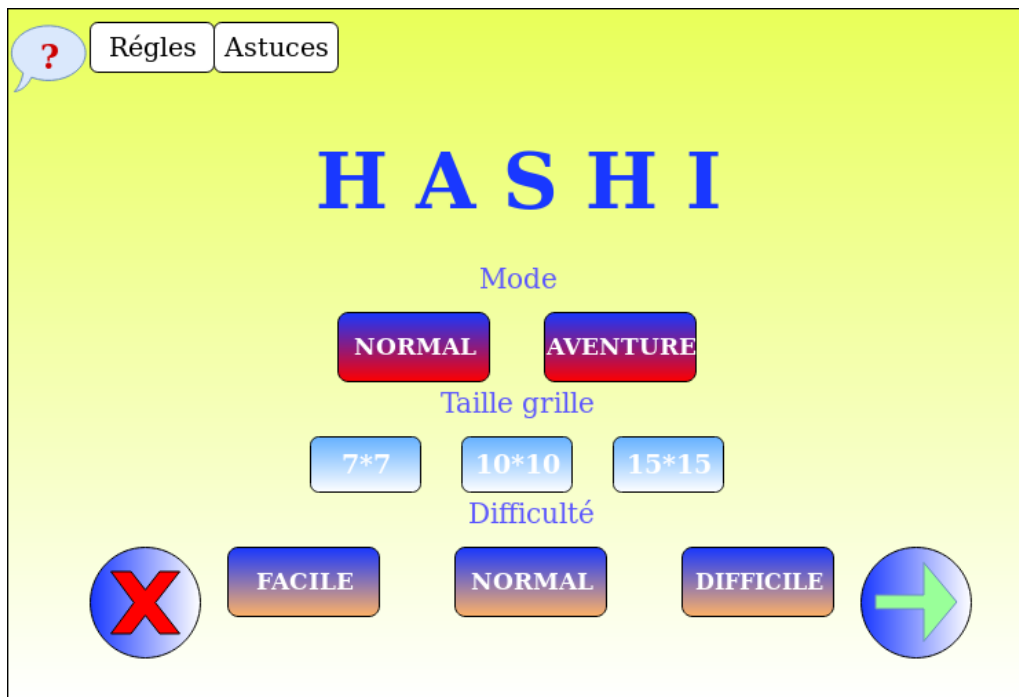 ? Régles Astuces
H A S H I
Mode
NORMAL AVENTURE
Taille grille
7*7 10*10 15*15
Difficulté
FACILE NORMAL DIFFICILE
X